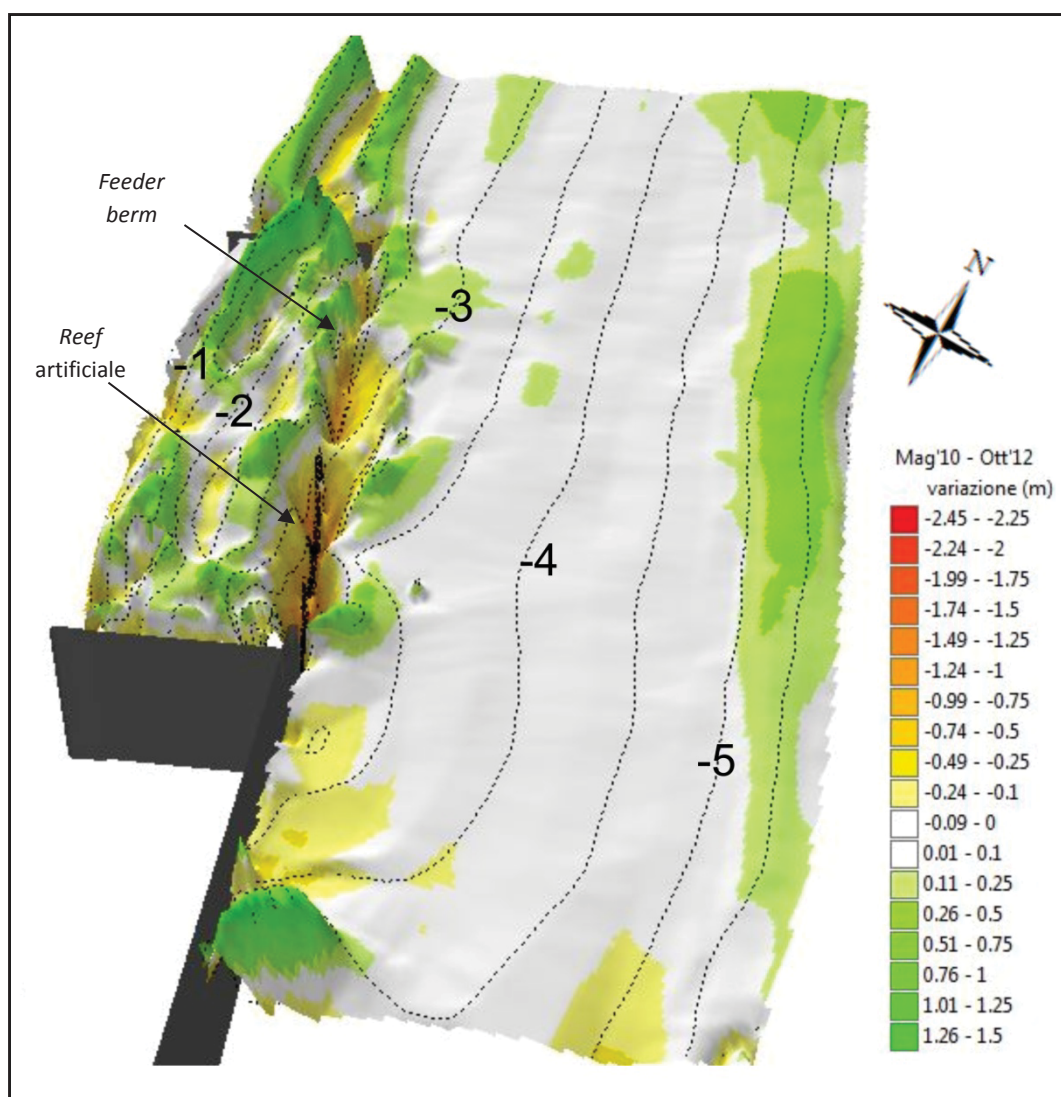 Feeder
berm
Reef
artificiale
-1
-2
-3
-4
-5
N
Mag'10 - Ott'12
variazione (m)
-2.45 - -2.25
-2.24 - -2
-1.99 - -1.75
-1.74 - -1.5
-1.49 - -1.25
-1.24 - -1
-0.99 - -0.75
-0.74 - -0.5
-0.49 - -0.25
-0.24 - -0.1
-0.09 - 0
0.01 - 0.1
0.11 - 0.25
0.26 - 0.5
0.51 - 0.75
0.76 - 1
1.01 - 1.25
1.26 - 1.5